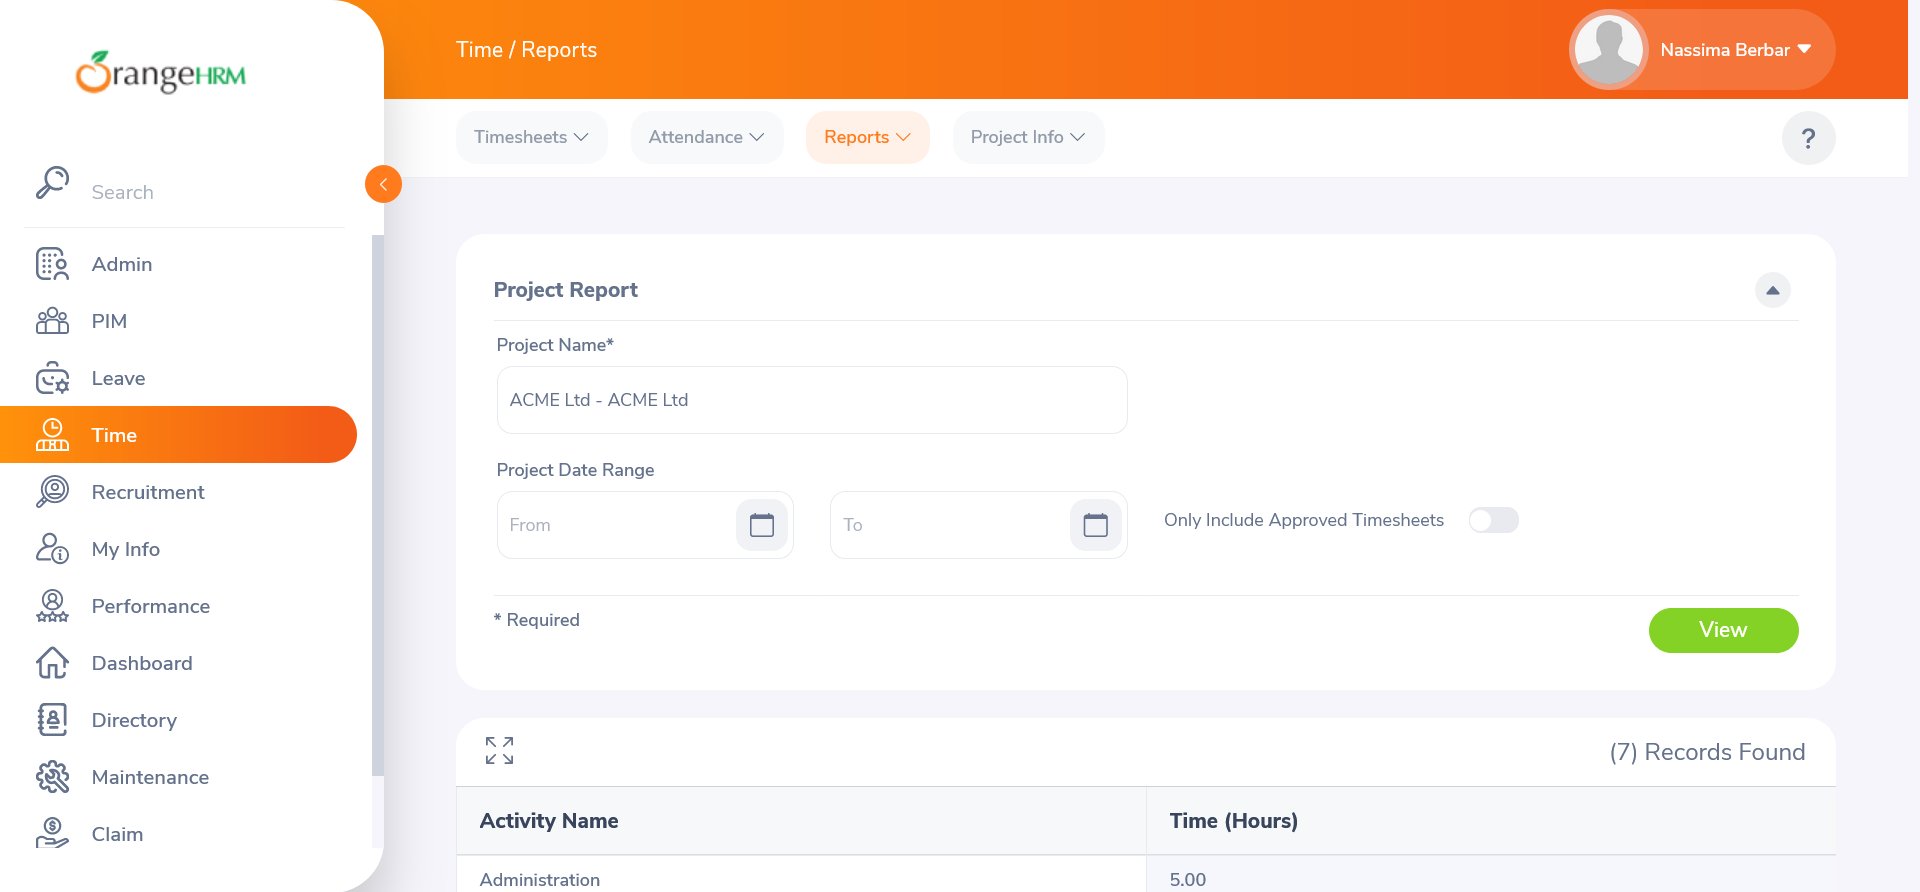 OrangeHRM
Time / Reports
Nassima Berbar
Timesheets
Attendance
Reports
Project Info
?
Search
Admin
PIM
Leave
Time
Recruitment
My Info
Performance
Dashboard
Directory
Maintenance
Claim
Project Report
Project Name*
ACME Ltd - ACME Ltd
Project Date Range
From
To
Only Include Approved Timesheets
* Required
View
(7) Records Found
Activity Name
Time (Hours)
Administration
5.00